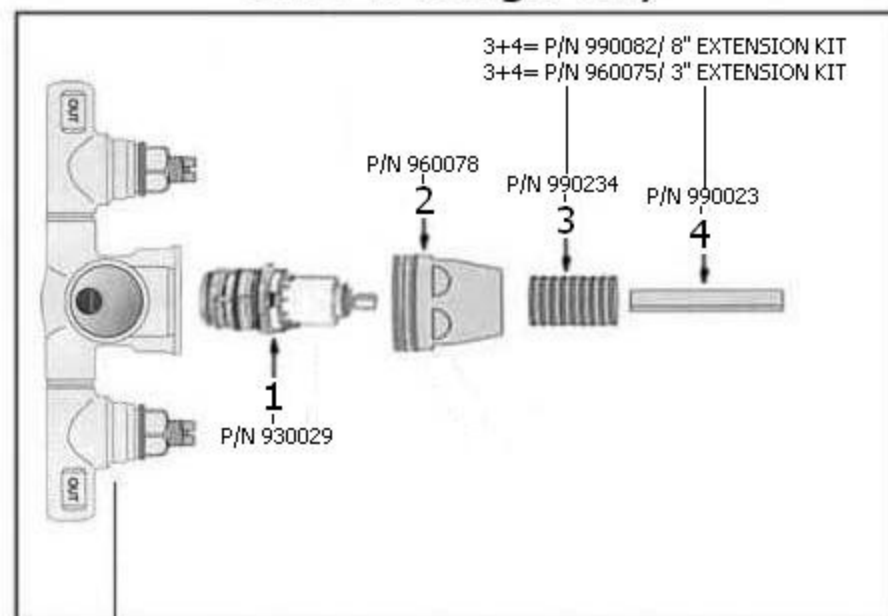 3+4= P/N 990082/ 8" EXTENSION KIT
3+4= P/N 960075/ 3" EXTENSION KIT
OUT
P/N 960078
2
P/N 990234
3
P/N 990023
4
1
P/N 930029
OUT